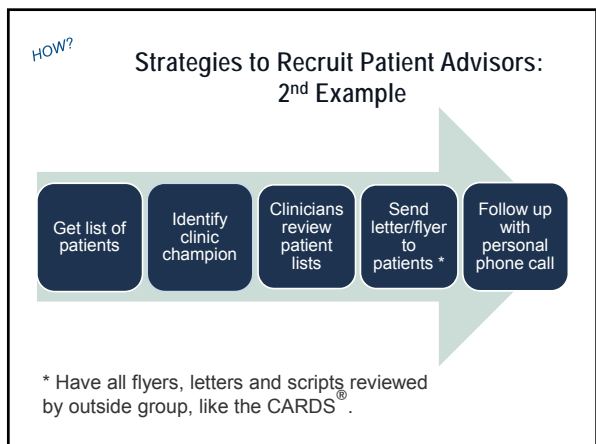 HOW?
Strategies to Recruit Patient Advisors:
2nd Example
Get list of
patients
Identify
clinic
champion
Clinicians
review
patient
lists
Send
letter/flyer
to
patients *
Follow up
with
personal
phone call
* Have all flyers, letters and scripts reviewed
by outside group, like the CARDS®.